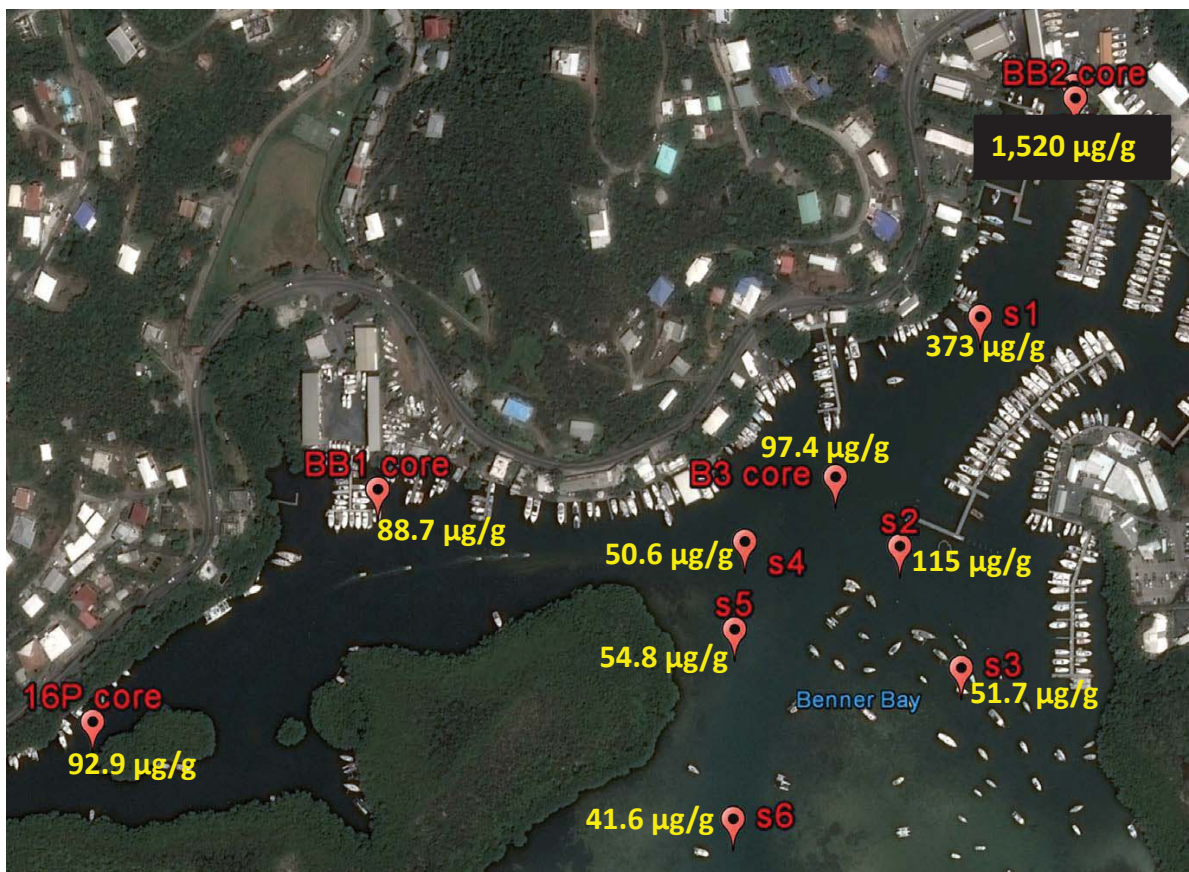 BB2 core
1,520 µg/g
s1
373 µg/g
97.4 µg/g
BB1 core
B3 core
88.7 µg/g
50.6 µg/g
s4
s2
115 µg/g
s5
54.8 µg/g
s3
51.7 µg/g
Benner Bay
16P core
92.9 µg/g
41.6 µg/g
s6